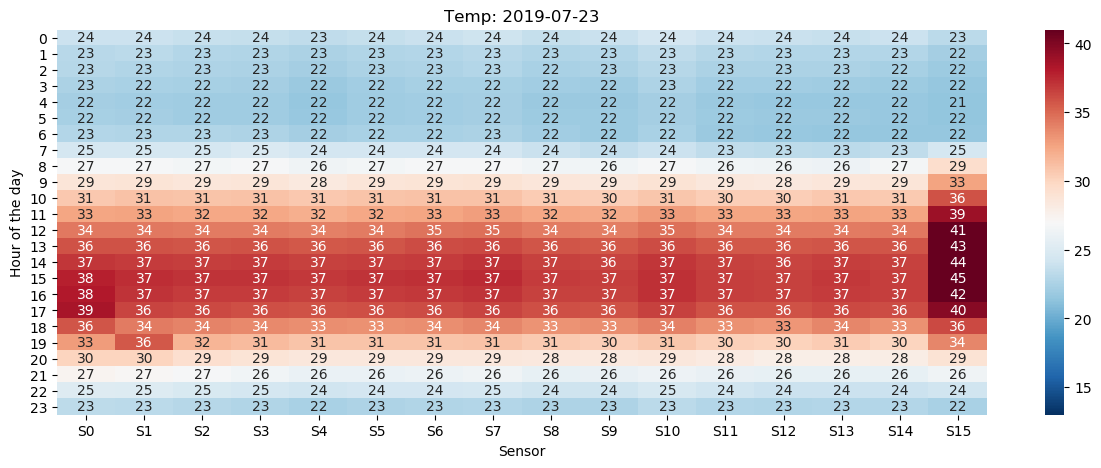 Temp: 2019-07-23
Hour of the day
0 24 24 24 24 23 24 24 24 24 23 24 24 24 24 24 23
1 23 23 23 23 23 23 23 23 23 23 23 23 23 23 23 22
2 23 23 23 23 22 23 23 23 22 23 23 23 23 23 22 22
3 23 22 22 22 22 22 22 22 22 22 23 22 22 22 22 22
4 22 22 22 22 22 22 22 22 22 22 22 22 22 22 22 21
5 22 22 22 22 22 22 22 22 22 22 22 22 22 22 22 22
6 23 23 23 23 22 22 22 23 22 22 22 22 22 22 22 22
7 25 25 25 25 24 24 24 24 24 24 24 23 23 23 23 25
8 27 27 27 27 26 27 27 27 27 26 27 26 26 26 27 29
9 29 29 29 29 28 29 29 29 29 29 29 29 28 29 29 33
10 31 31 31 31 31 31 31 31 31 30 31 30 30 31 31 36
11 33 33 32 32 32 32 33 33 32 32 33 33 33 33 33 39
12 34 34 34 34 34 34 35 35 34 34 35 34 34 34 34 41
13 36 36 36 36 36 36 36 36 36 36 36 36 36 36 36 43
14 37 37 37 37 37 37 37 37 37 36 37 37 36 37 37 44
15 38 37 37 37 37 37 37 37 37 37 37 37 37 37 37 45
16 38 37 37 37 37 37 37 37 37 37 37 37 37 37 37 42
17 39 36 36 36 36 36 36 36 36 36 37 36 36 36 36 40
18 36 34 34 34 33 33 34 34 33 33 34 33 33 34 33 36
19 33 36 32 31 31 31 31 31 31 30 31 30 30 31 30 34
20 30 30 29 29 29 29 29 29 28 28 29 28 28 28 28 29
21 27 27 27 26 26 26 26 26 26 26 26 26 26 26 26 26
22 25 25 25 25 24 24 24 25 24 24 25 24 24 24 24 24
23 23 23 23 23 22 23 23 23 23 23 23 23 23 23 23 22
S0 S1 S2 S3 S4 S5 S6 S7 S8 S9 S10 S11 S12 S13 S14 S15
Sensor
40
35
30
25
20
15